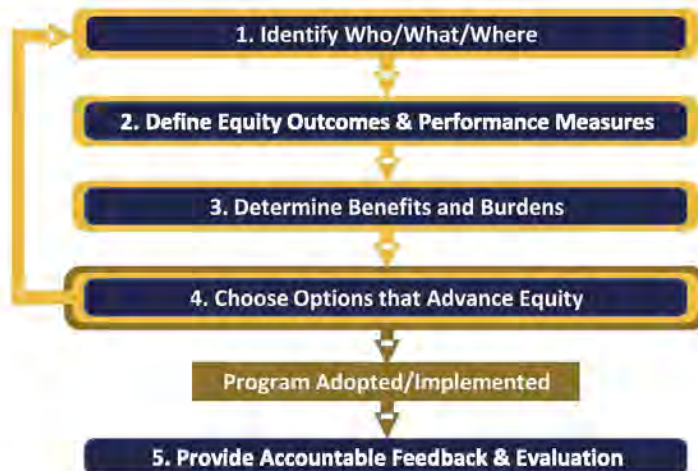 1. Identify Who/What/Where
2. Define Equity Outcomes & Performance Measures
3. Determine Benefits and Burdens
4. Choose Options that Advance Equity
Program Adopted/Implemented
5. Provide Accountable Feedback & Evaluation